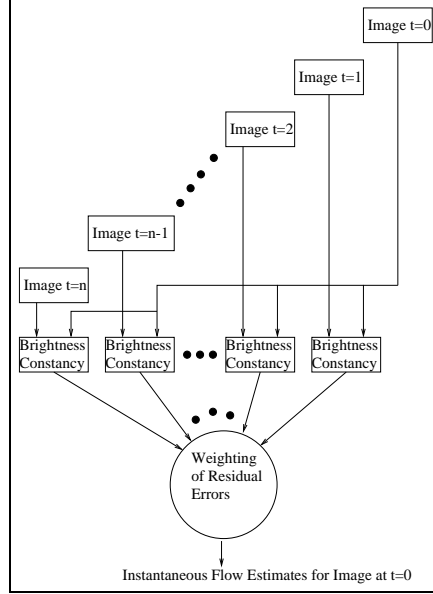 Image t=0
Image t=1
Image t=2
Image t=n-1
Image t=n
Brightness
Constancy
Brightness
Constancy
Brightness
Constancy
Brightness
Constancy
Weighting
of Residual
Errors
Instantaneous Flow Estimates for Image at t=0